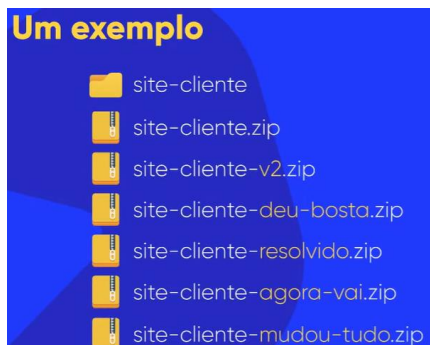 Um exemplo
site-cliente
site-cliente.zip
site-cliente-v2.zip
site-cliente-deu-bosta.zip
site-cliente-resolvido.zip
site-cliente-agora-vai.zip
site-cliente-mudou-tudo.zip